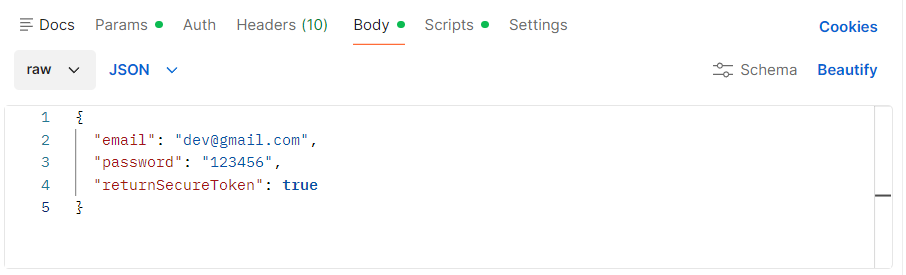 Docs Params Auth Headers (10) Body Scripts Settings Cookies
raw JSON Schema Beautify
1 {
2 "email": "dev@gmail.com",
3 "password": "123456",
4 "returnSecureToken": true
5 }